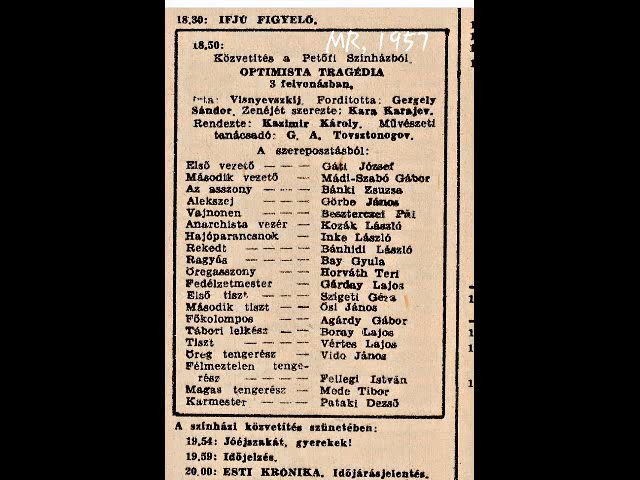 18.30: IFJÚ FIGYELŐ.
MR. 1957
18.50:
Közvetítés a Petőfi Színházból
OPTIMISTA TRAGÉDIA
3 felvonásban.
Irta: Visnyevszkij. Fordította: Gergely
Sándor. Zenéjét szerezte: Kara Karajev.
Rendezte: Kazimir Károly. Művészeti
tanácsadó: G. A. Tovsztonogov.
A szereposztásból:
Első vezető — — — Gáti József
Második vezető — Mádi-Szabó Gábor
Az asszony — — — Bánki Zsuzsa
Alekszej — — — Görbe János
Vajnonen — — — Beszterczei Pál
Anarchista vezér — Kozák László
Hajóparancsnok — Inke László
Rekedt — — — — Bánhidi László
Ragyás — — — — Bay Gyula
Öregasszony — — Horváth Teri
Fedélzetmester — Gárday Lajos
Első tiszt — — — Szigeti Géza
Második tiszt — Ősi János
Főkolompos — — Agárdy Gábor
Tábori lelkész — Boray Lajos
Tiszt — — — — Vértes Lajos
Öreg tengerész — Vido János
Félmeztelen tenge-
rész — — — — Fellegi István
Magas tengerész — Mode Tibor
Karmester — — — Pataki Dezső
A színházi közvetítés szünetében:
19,54: Jóéjszakát, gyerekek!
19,59: Időjelzés.
20,00: ESTI KRÓNIKA. Időjárásjelentés.